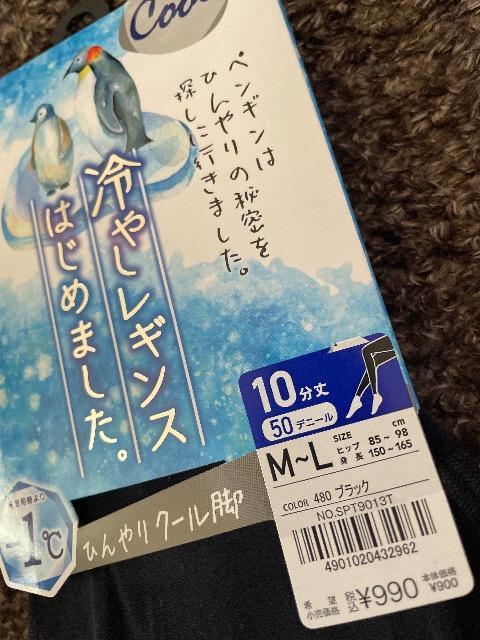 Cool
ペンギンは
ひんやりの秘密を
探しに行きました。
冷やしレギンス
はじめました。
-1℃
ひんやりクール脚
10分丈
50デニール
M~L
SIZE
cm
ヒップ 85~98
身長 150~165
COLOR 480 ブラック
NO.SPT9013T
4901020432962
希望小売価格
税込
¥990
本体価格
¥900